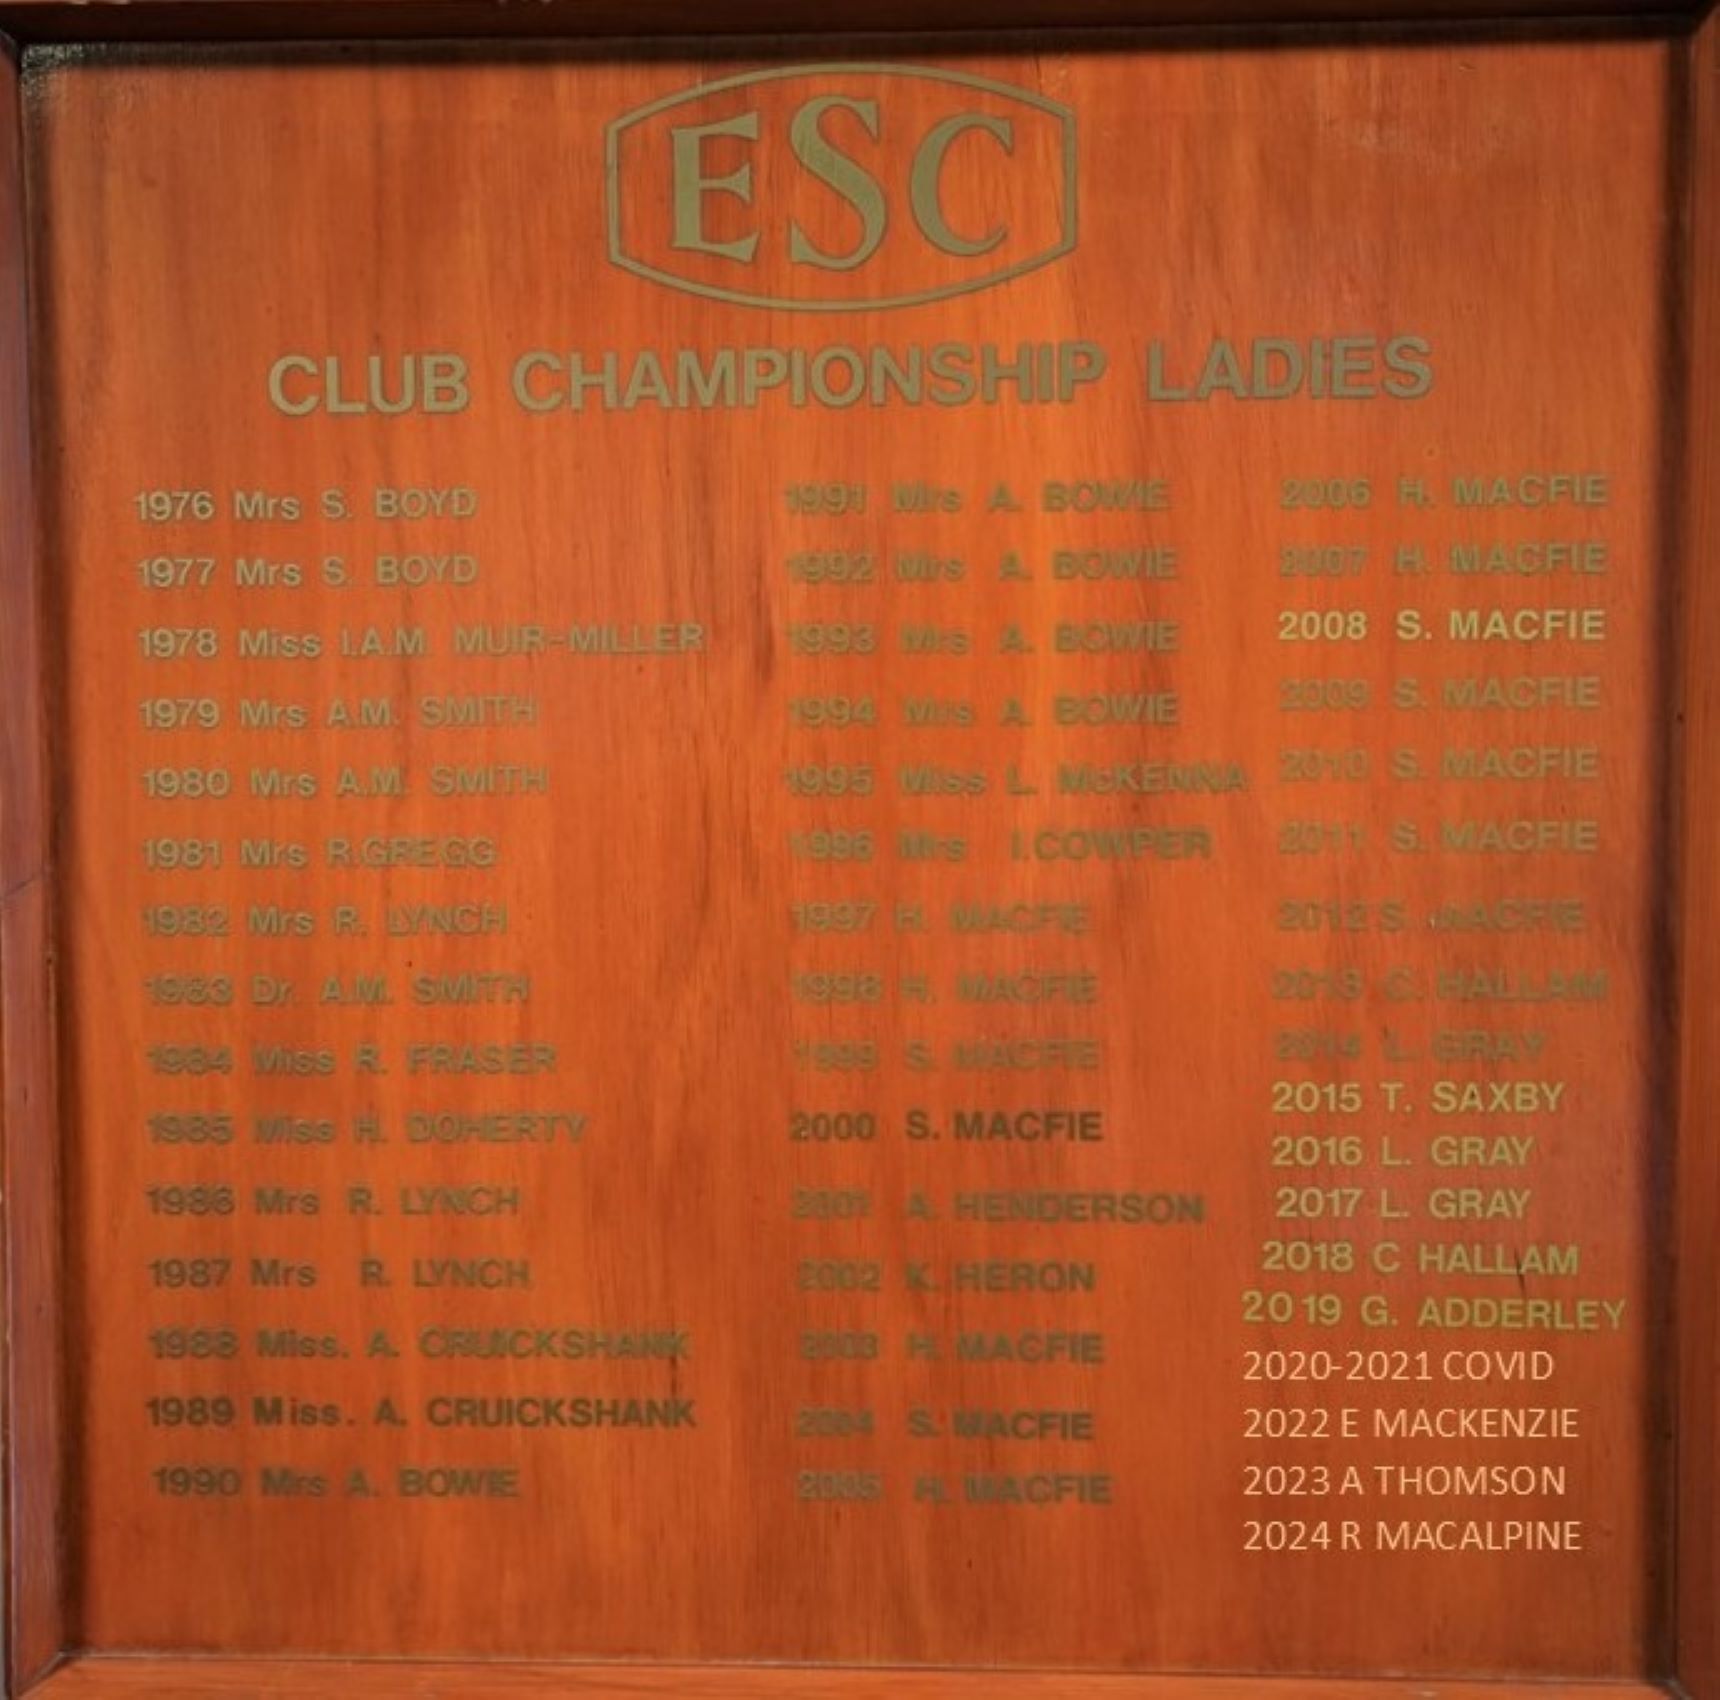 ESC
CLUB CHAMPIONSHIP LADIES
1976 Mrs S. BOYD
1977 Mrs S. BOYD
1978 Miss I.A.M. MUIR-MILLER
1979 Mrs A.M. SMITH
1980 Mrs A.M. SMITH
1981 Mrs R.GREGG
1982 Mrs R. LYNCH
1983 Dr. A.M. SMITH
1984 Miss R. FRASER
1985 Miss H. DOHERTY
1986 Mrs R. LYNCH
1987 Mrs R. LYNCH
1988 Miss. A. CRUICKSHANK
1989 Miss. A. CRUICKSHANK
1990 Mrs A. BOWIE
1991 Mrs A. BOWIE
1992 Mrs A. BOWIE
1993 Mrs A. BOWIE
1994 Mrs A. BOWIE
1995 Miss L. McKENNA
1996 Mrs I.COWPER
1997 H. MACFIE
1998 H. MACFIE
1999 S. MACFIE
2000 S. MACFIE
2001 A. HENDERSON
2002 K. HERON
2003 H. MACFIE
2004 S. MACFIE
2005 H. MACFIE
2006 H. MACFIE
2007 H. MACFIE
2008 S. MACFIE
2009 S. MACFIE
2010 S. MACFIE
2011 S. MACFIE
2012 S. MACFIE
2013 C. HALLAM
2014 L. GRAY
2015 T. SAXBY
2016 L. GRAY
2017 L. GRAY
2018 C HALLAM
2019 G. ADDERLEY
2020-2021 COVID
2022 E MACKENZIE
2023 A THOMSON
2024 R MACALPINE